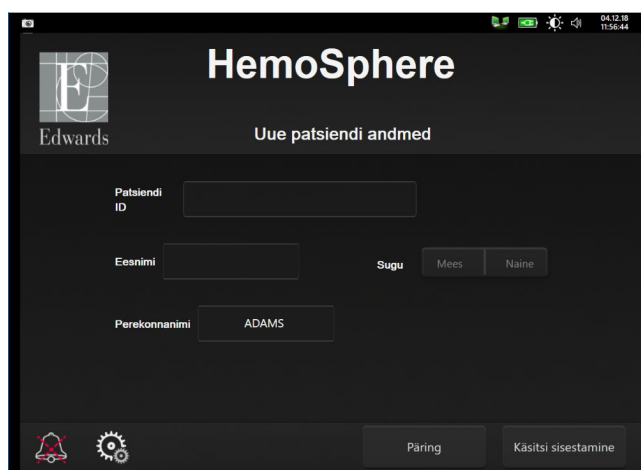 04.12.18
11:56:44
HemoSphere
Edwards
Uue patsiendi andmed
Patsiendi
ID
Eesnimi
Sugu Mees Naine
Perekonnanimi ADAMS
Päring Käsitsi sisestamine